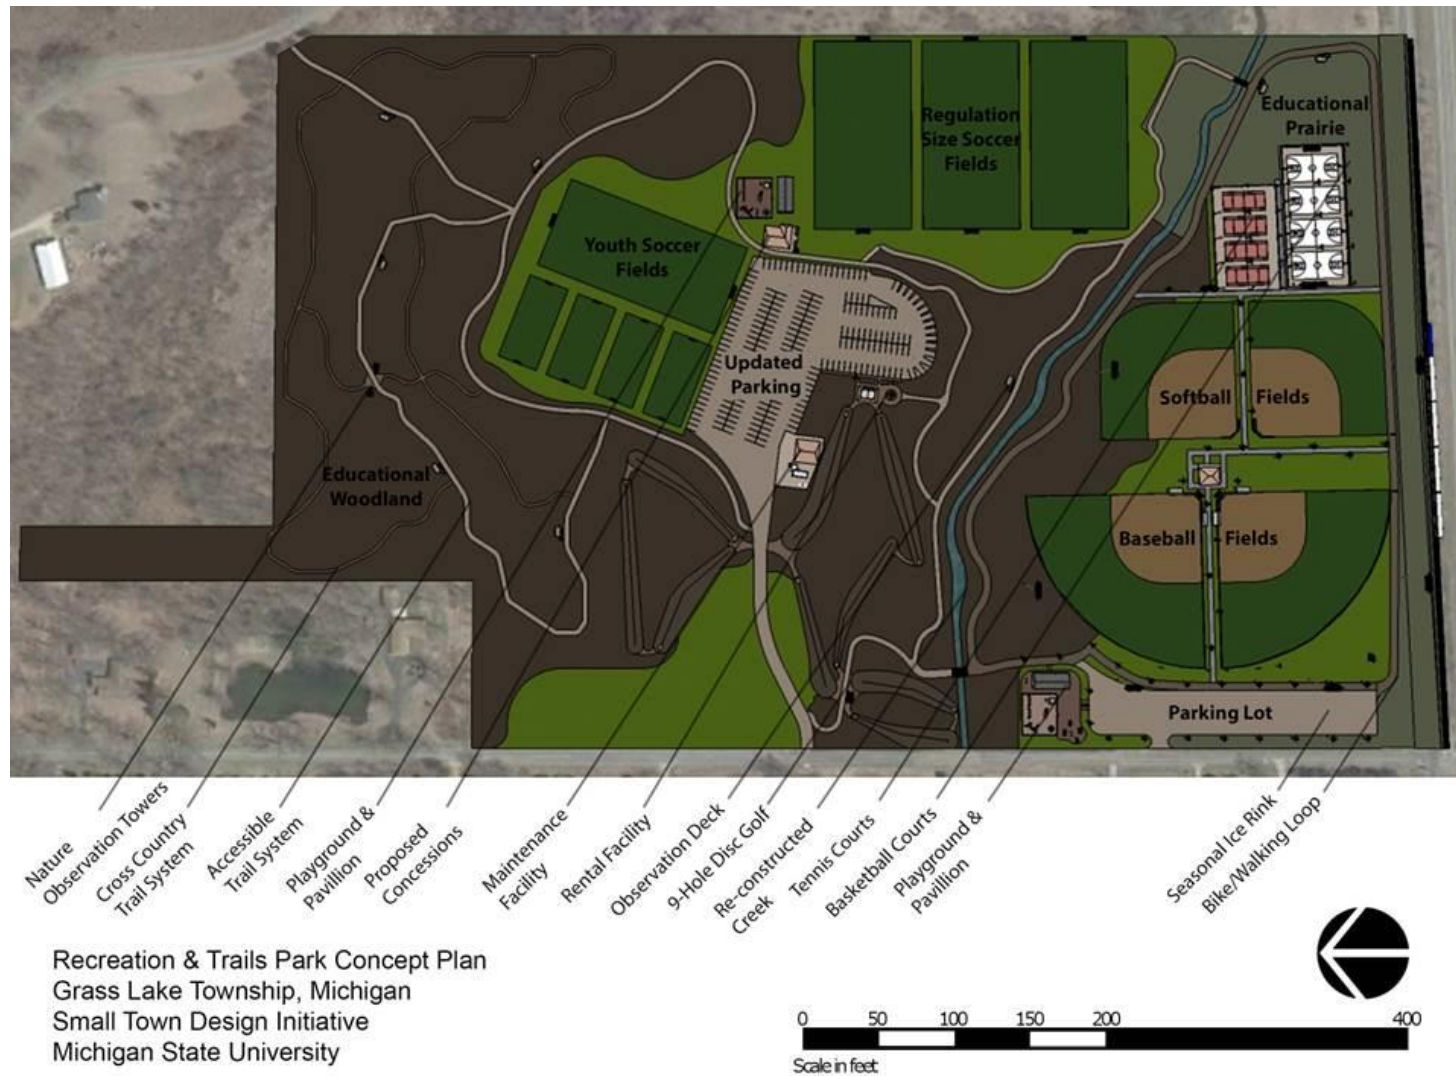 Regulation
Size Soccer
Fields
Educational
Prairie
Youth Soccer
Fields
Updated
Parking
Softball Fields
Educational
Woodland
Baseball Fields
Parking Lot
Nature
Observation Towers
Cross Country
Trail System
Accessible
Trail System
Playground &
Pavillion
Proposed
Concessions
Maintenance
Facility
Rental Facility
Observation Deck
9-Hole Disc Golf
Re-constructed
Creek
Tennis Courts
Basketball Courts
Playground &
Pavillion
Seasonal Ice Rink
Bike/Walking Loop
Recreation & Trails Park Concept Plan
Grass Lake Township, Michigan
Small Town Design Initiative
Michigan State University
0 50 100 150 200 400
Scale in feet